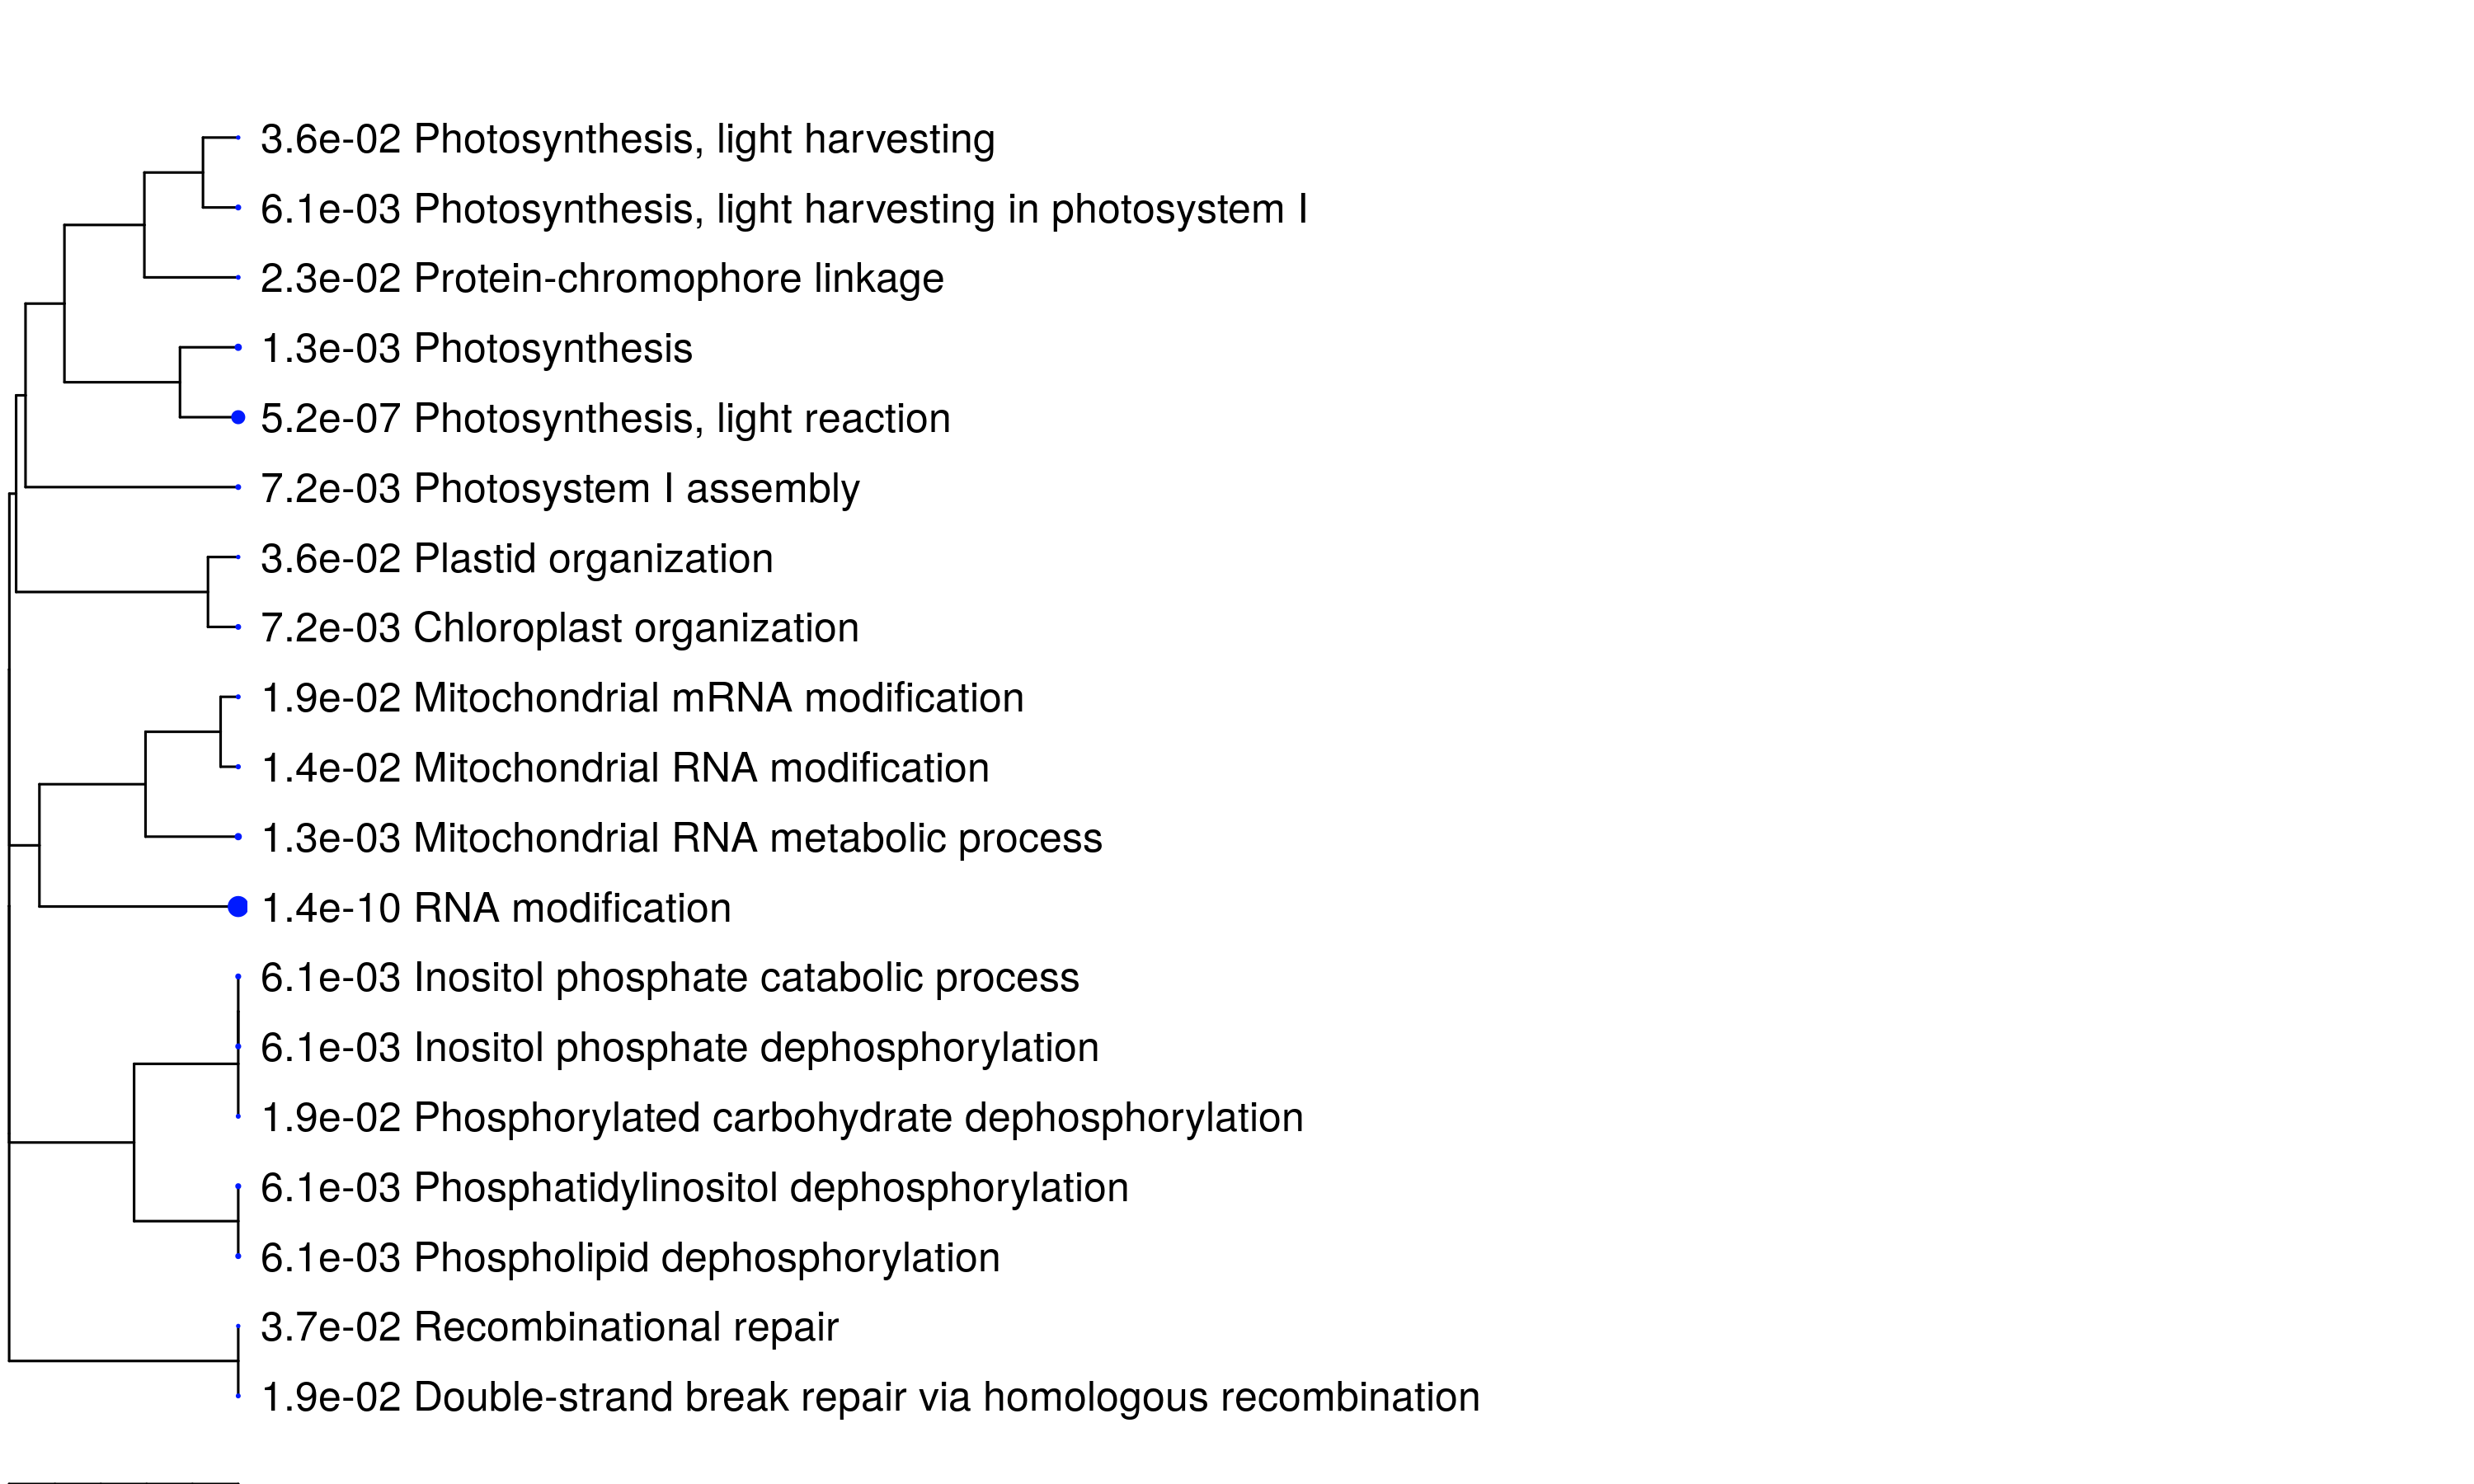 3.6e-02 Photosynthesis, light harvesting
6.1e-03 Photosynthesis, light harvesting in photosystem I
2.3e-02 Protein-chromophore linkage
1.3e-03 Photosynthesis
5.2e-07 Photosynthesis, light reaction
7.2e-03 Photosystem I assembly
3.6e-02 Plastid organization
7.2e-03 Chloroplast organization
1.9e-02 Mitochondrial mRNA modification
1.4e-02 Mitochondrial RNA modification
1.3e-03 Mitochondrial RNA metabolic process
1.4e-10 RNA modification
6.1e-03 Inositol phosphate catabolic process
6.1e-03 Inositol phosphate dephosphorylation
1.9e-02 Phosphorylated carbohydrate dephosphorylation
6.1e-03 Phosphatidylinositol dephosphorylation
6.1e-03 Phospholipid dephosphorylation
3.7e-02 Recombinational repair
1.9e-02 Double-strand break repair via homologous recombination